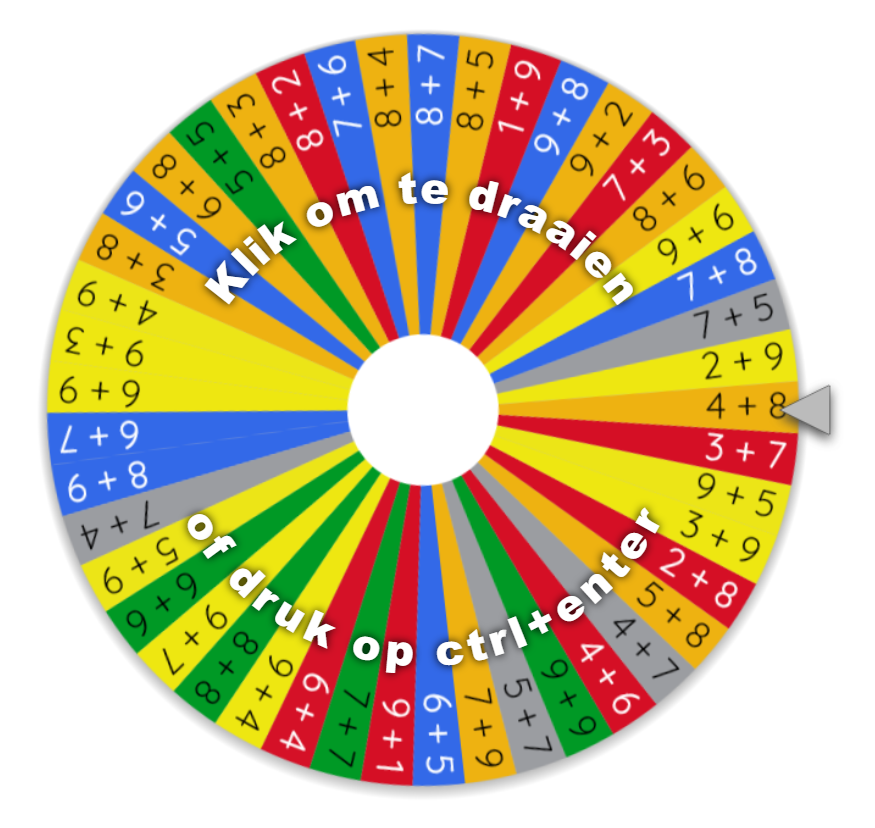 Klik om te draaien
of druk op ctrl+enter
8 + 7
8 + 5
1 + 9
9 + 8
9 + 2
7 + 3
8 + 6
9 + 6
7 + 8
7 + 5
2 + 9
4 + 8
3 + 7
9 + 5
3 + 9
2 + 8
5 + 8
4 + 7
4 + 6
9 + 9
5 + 7
7 + 9
6 + 5
9 + 1
7 + 7
6 + 4
9 + 4
8 + 8
9 + 7
6 + 6
5 + 9
7 + 4
8 + 9
6 + 7
6 + 9
9 + 3
4 + 9
3 + 8
5 + 6
6 + 8
5 + 5
8 + 3
8 + 2
7 + 6
8 + 4